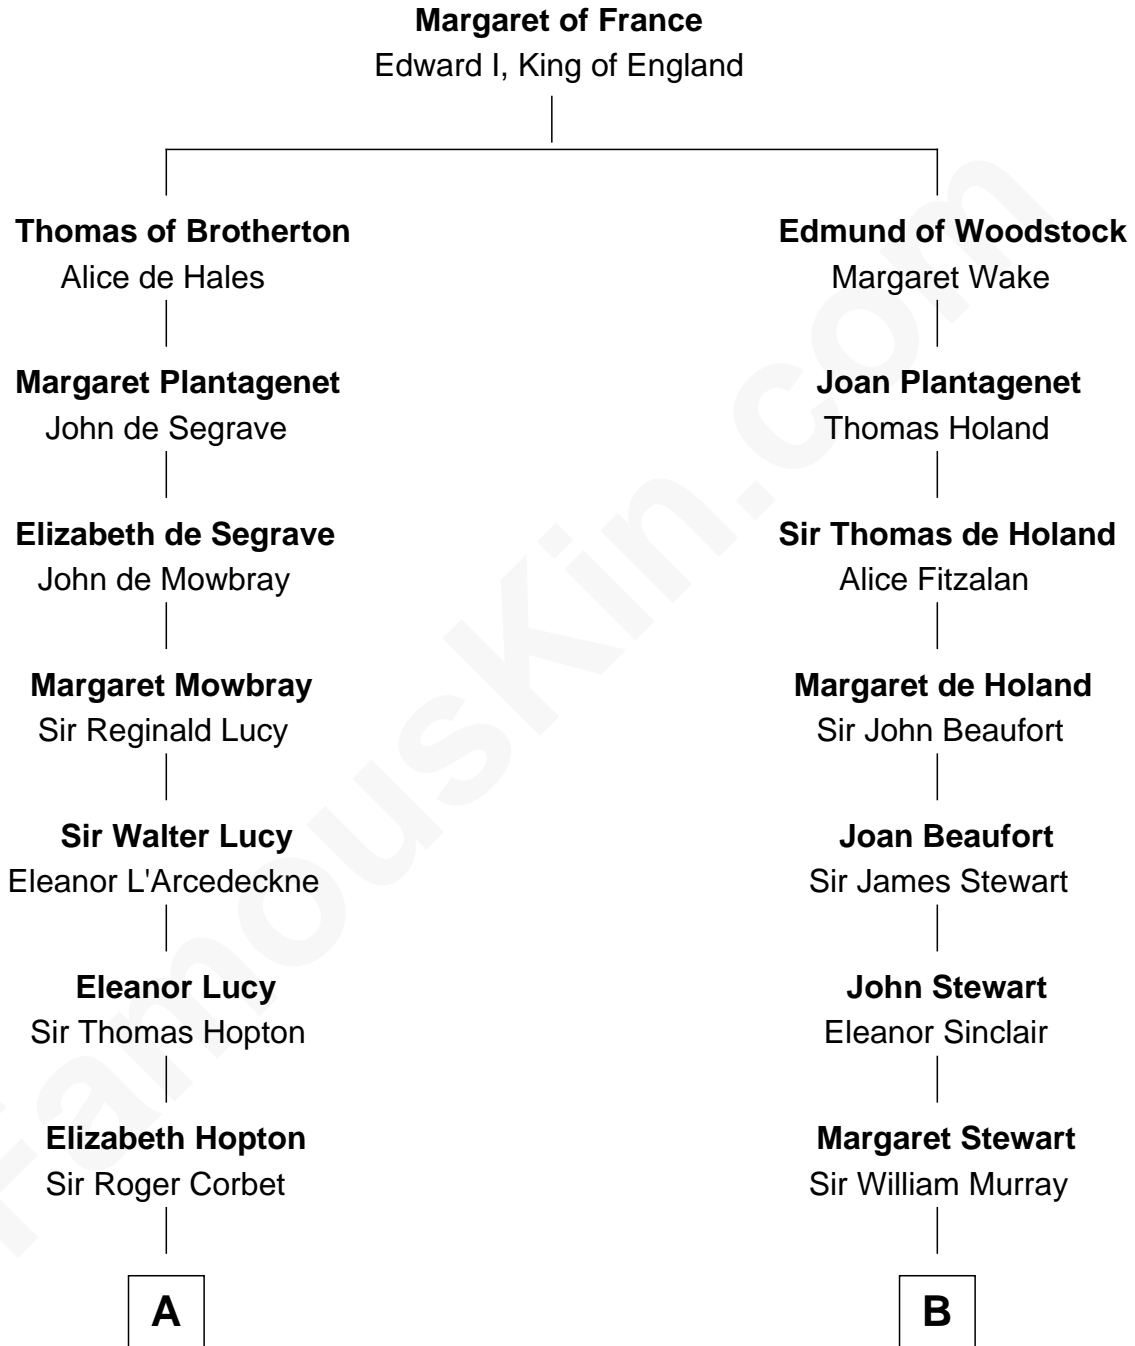 Margaret of France
Edward I, King of England
Thomas of Brotherton
Alice de Hales
Edmund of Woodstock
Margaret Wake
Margaret Plantagenet
John de Segrave
Joan Plantagenet
Thomas Holand
Elizabeth de Segrave
John de Mowbray
Sir Thomas de Holand
Alice Fitzalan
Margaret Mowbray
Sir Reginald Lucy
Margaret de Holand
Sir John Beaufort
Sir Walter Lucy
Eleanor L'Arcedeckne
Joan Beaufort
Sir James Stewart
Eleanor Lucy
Sir Thomas Hopton
John Stewart
Eleanor Sinclair
Elizabeth Hopton
Sir Roger Corbet
Margaret Stewart
Sir William Murray
A
B
FamousKin.com